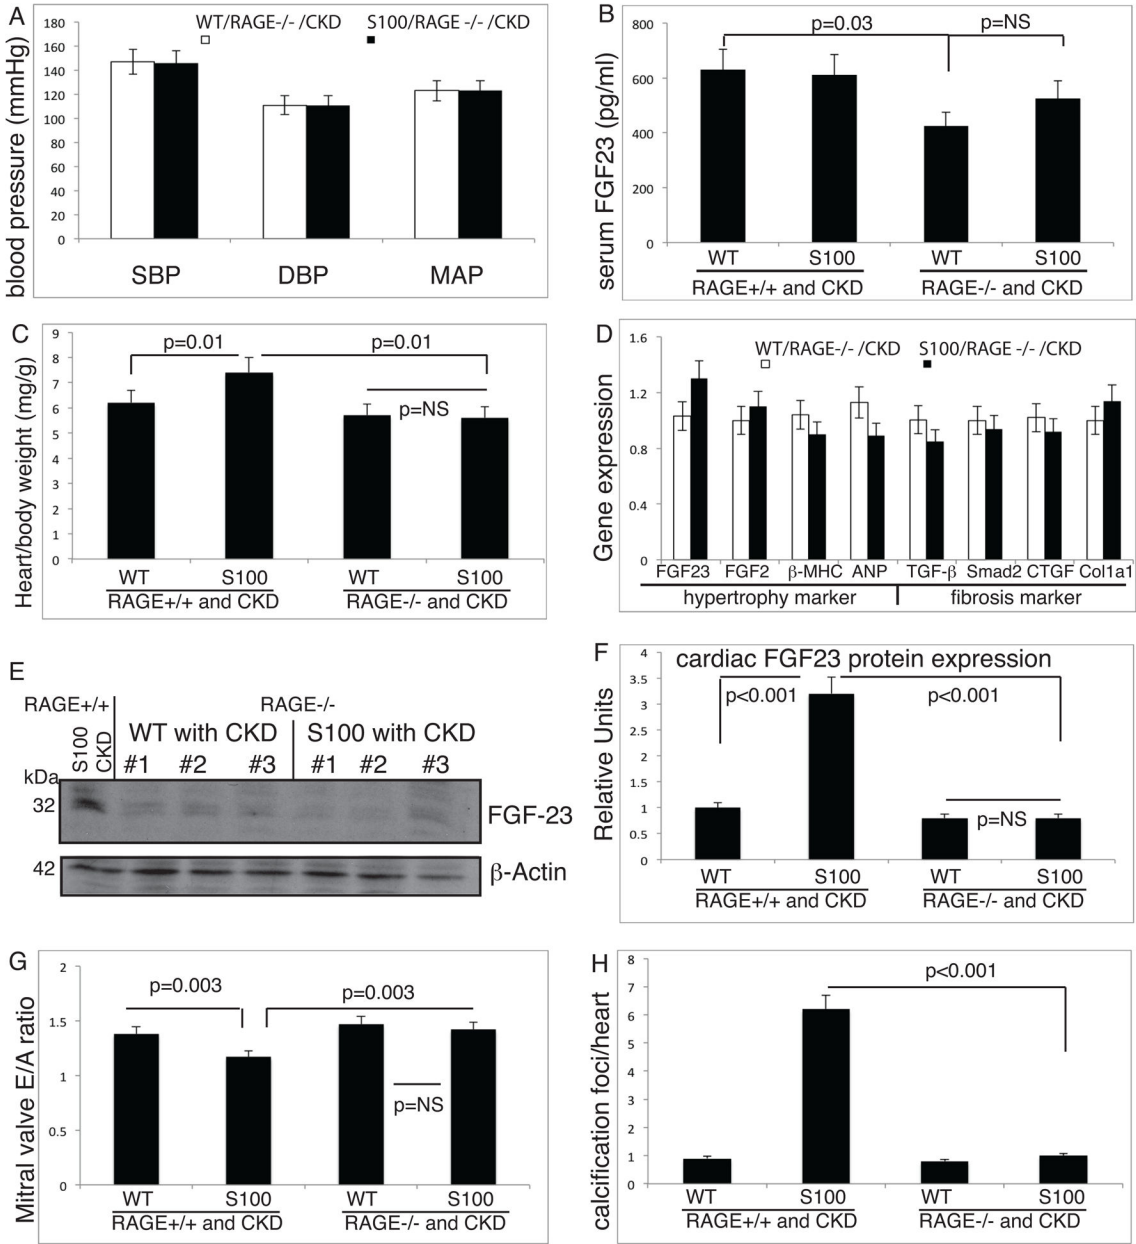 A
180
160
140
120
100
80
60
40
20
0
blood pressure (mmHg)
WT/RAGE-/- /CKD S100/RAGE -/- /CKD
SBP DBP MAP
B
800
600
400
200
0
serum FGF23 (pg/ml)
p=0.03 p=NS
WT S100 WT S100
RAGE+/+ and CKD RAGE-/- and CKD
C
9
8
7
6
5
4
3
2
1
0
Heart/body weight (mg/g)
p=0.01 p=0.01
p=NS
WT S100 WT S100
RAGE+/+ and CKD RAGE-/- and CKD
D
1.6
1.2
0.8
0.4
0
Gene expression
WT/RAGE-/- /CKD S100/RAGE -/- /CKD
FGF23 FGF2 β-MHC ANP TGF-β Smad2 CTGF Col1a1
hypertrophy marker fibrosis marker
E
RAGE+/+ RAGE-/-
S100
CKD
WT with CKD S100 with CKD
#1 #2 #3 #1 #2 #3
kDa
32 FGF-23
42 β-Actin
F
4
3.5
3
2.5
2
1.5
1
0.5
0
Relative Units
cardiac FGF23 protein expression
p<0.001 p<0.001
p=NS
WT S100 WT S100
RAGE+/+ and CKD RAGE-/- and CKD
G
2
1.5
1
0.5
0
Mitral valve E/A ratio
p=0.003 p=0.003
p=NS
WT S100 WT S100
RAGE+/+ and CKD RAGE-/- and CKD
H
8
7
6
5
4
3
2
1
0
calcification foci/heart
p<0.001
WT S100 WT S100
RAGE+/+ and CKD RAGE-/- and CKD